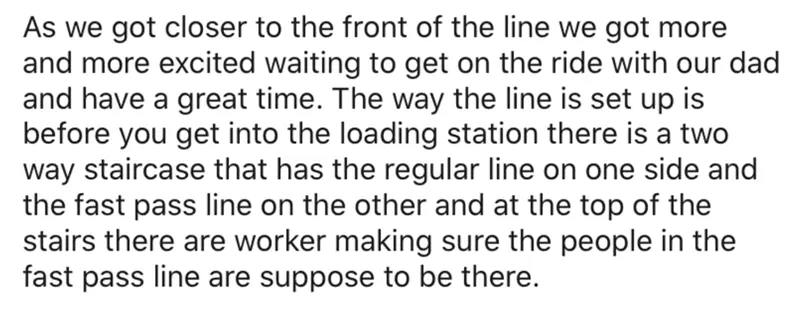 As we got closer to the front of the line we got more
and more excited waiting to get on the ride with our dad
and have a great time. The way the line is set up is
before you get into the loading station there is a two
way staircase that has the regular line on one side and
the fast pass line on the other and at the top of the
stairs there are worker making sure the people in the
fast pass line are suppose to be there.